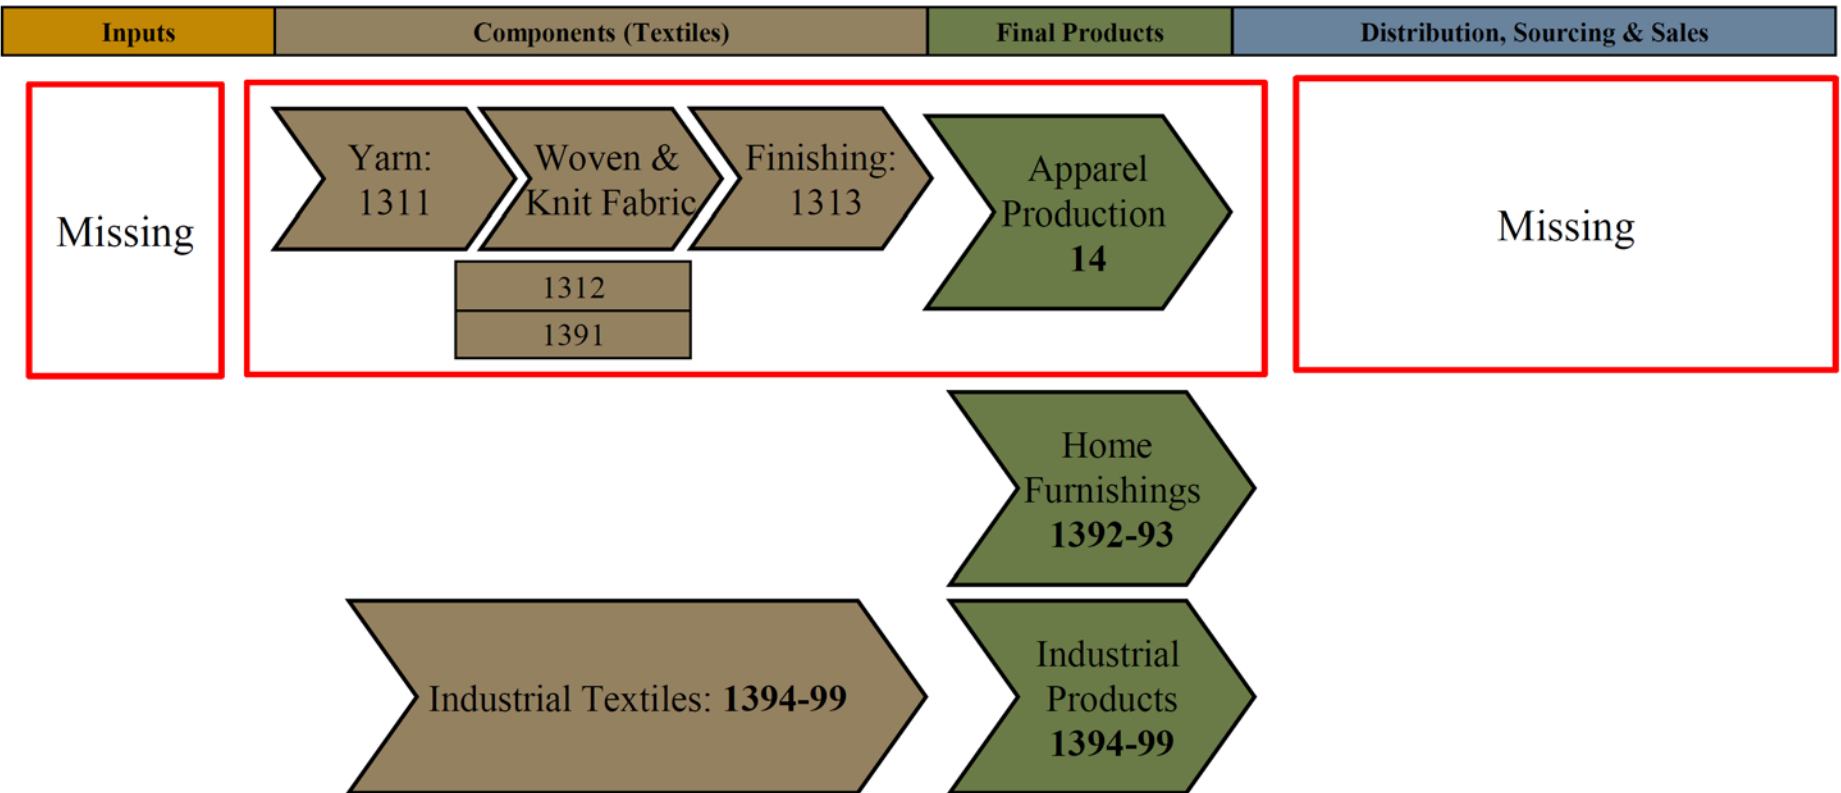 Inputs
Components (Textiles)
Final Products
Distribution, Sourcing & Sales
Missing
Yarn:
1311
Woven &
Knit Fabric
1312
1391
Finishing:
1313
Apparel
Production
14
Missing
Home
Furnishings
1392-93
Industrial Textiles: 1394-99
Industrial
Products
1394-99